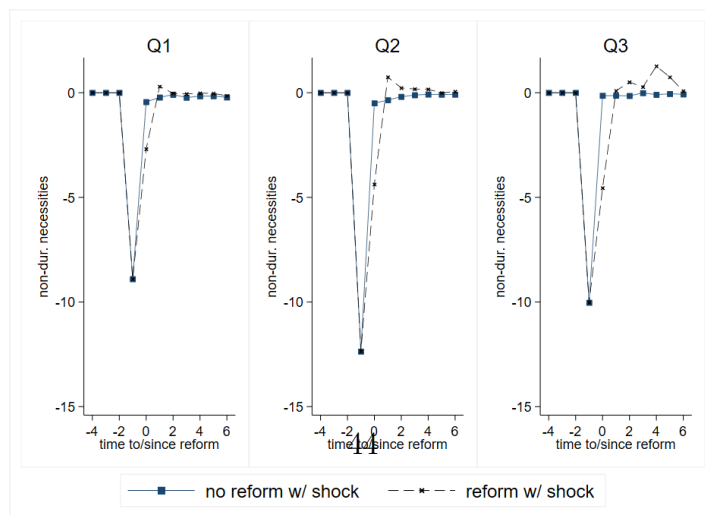 Q1 Q2 Q3
non-dur. necessities non-dur. necessities non-dur. necessities
0 0 0
-5 -5 -5
-10 -10 -10
-15 -15 -15
-4 -2 0 2 4 6 -4 -2 0 2 4 6 -4 -2 0 2 4 6
time to/since reform time to/since reform time to/since reform
44
no reform w/ shock reform w/ shock